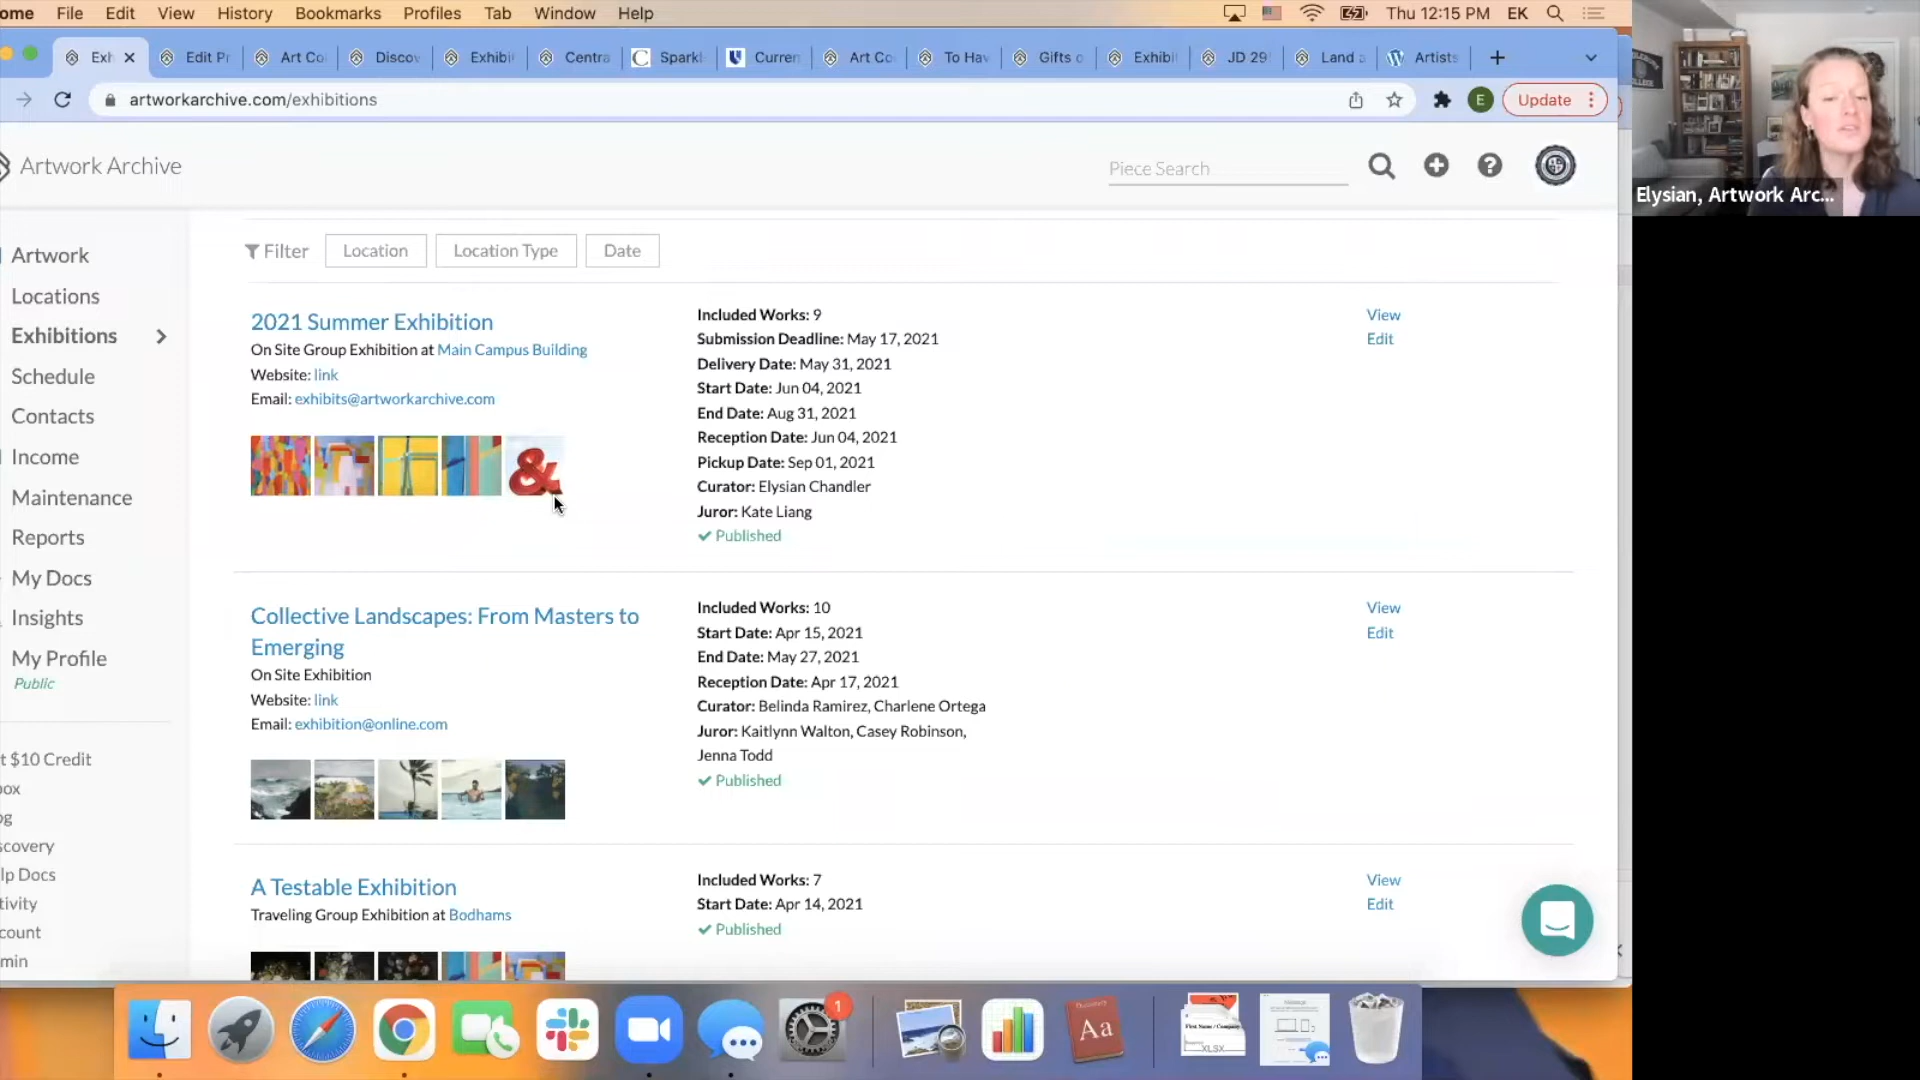 ome File Edit View History Bookmarks Profiles Tab Window Help Thu 12:15 PM EK
Exh Edit Pr Art Co Discov Exhibi Centra Spark Curren Art Co To Hav Gifts o Exhibi JD 29 Land a Artists
artworkarchive.com/exhibitions E Update
Artwork Archive
Piece Search
Artwork
Locations
Exhibitions
Schedule
Contacts
Income
Maintenance
Reports
My Docs
Insights
My Profile
Public
t $10 Credit
ox
g
scovery
lp Docs
tivity
count
min
Filter Location Location Type Date
2021 Summer Exhibition
On Site Group Exhibition at Main Campus Building
Website: link
Email: exhibits@artworkarchive.com
&
Included Works: 9
Submission Deadline: May 17, 2021
Delivery Date: May 31, 2021
Start Date: Jun 04, 2021
End Date: Aug 31, 2021
Reception Date: Jun 04, 2021
Pickup Date: Sep 01, 2021
Curator: Elysian Chandler
Juror: Kate Liang
Published
View
Edit
Collective Landscapes: From Masters to
Emerging
On Site Exhibition
Website: link
Email: exhibition@online.com
Included Works: 10
Start Date: Apr 15, 2021
End Date: May 27, 2021
Reception Date: Apr 17, 2021
Curator: Belinda Ramirez, Charlene Ortega
Juror: Kaitlynn Walton, Casey Robinson,
Jenna Todd
Published
View
Edit
A Testable Exhibition
Traveling Group Exhibition at Bodhams
Included Works: 7
Start Date: Apr 14, 2021
Published
View
Edit
Elysian, Artwork Arc...
1
Aa
First Name / Company
XLSX